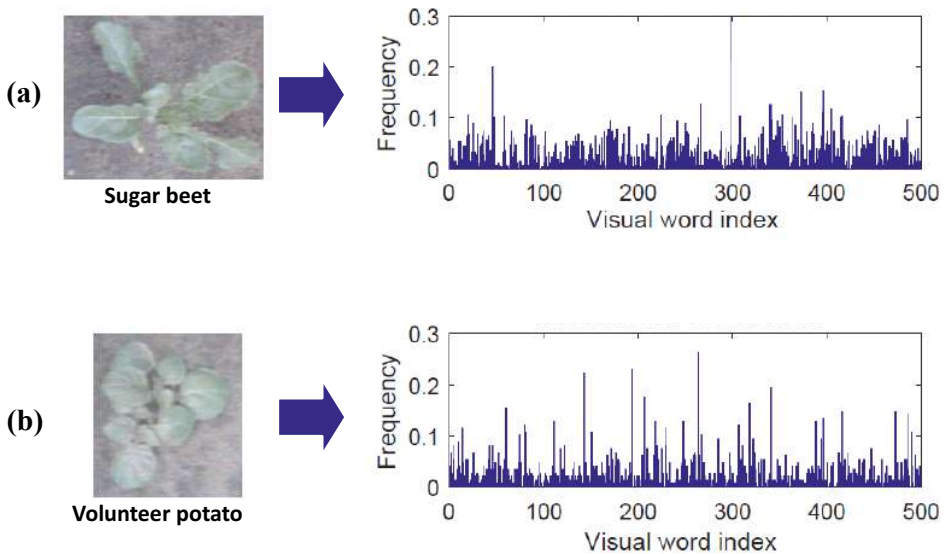 (a)
Sugar beet
Frequency
0.3
0.2
0.1
0
0 100 200 300 400 500
Visual word index
(b)
Volunteer potato
Frequency
0.3
0.2
0.1
0
0 100 200 300 400 500
Visual word index